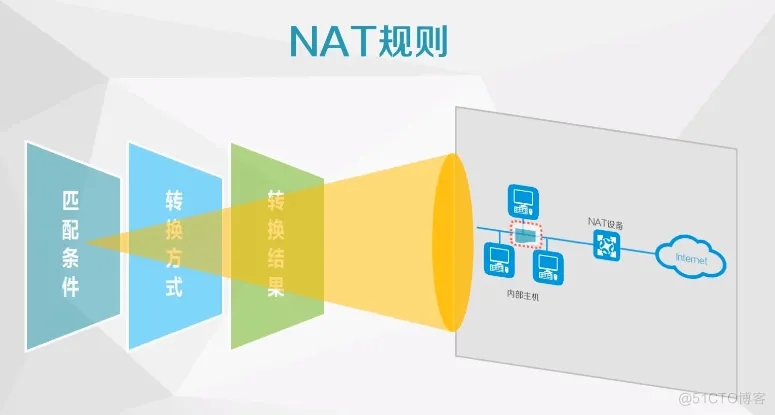 NAT规则
匹配条件
转换方式
转换结果
NAT设备
Internet
内部主机
@51CTO博客